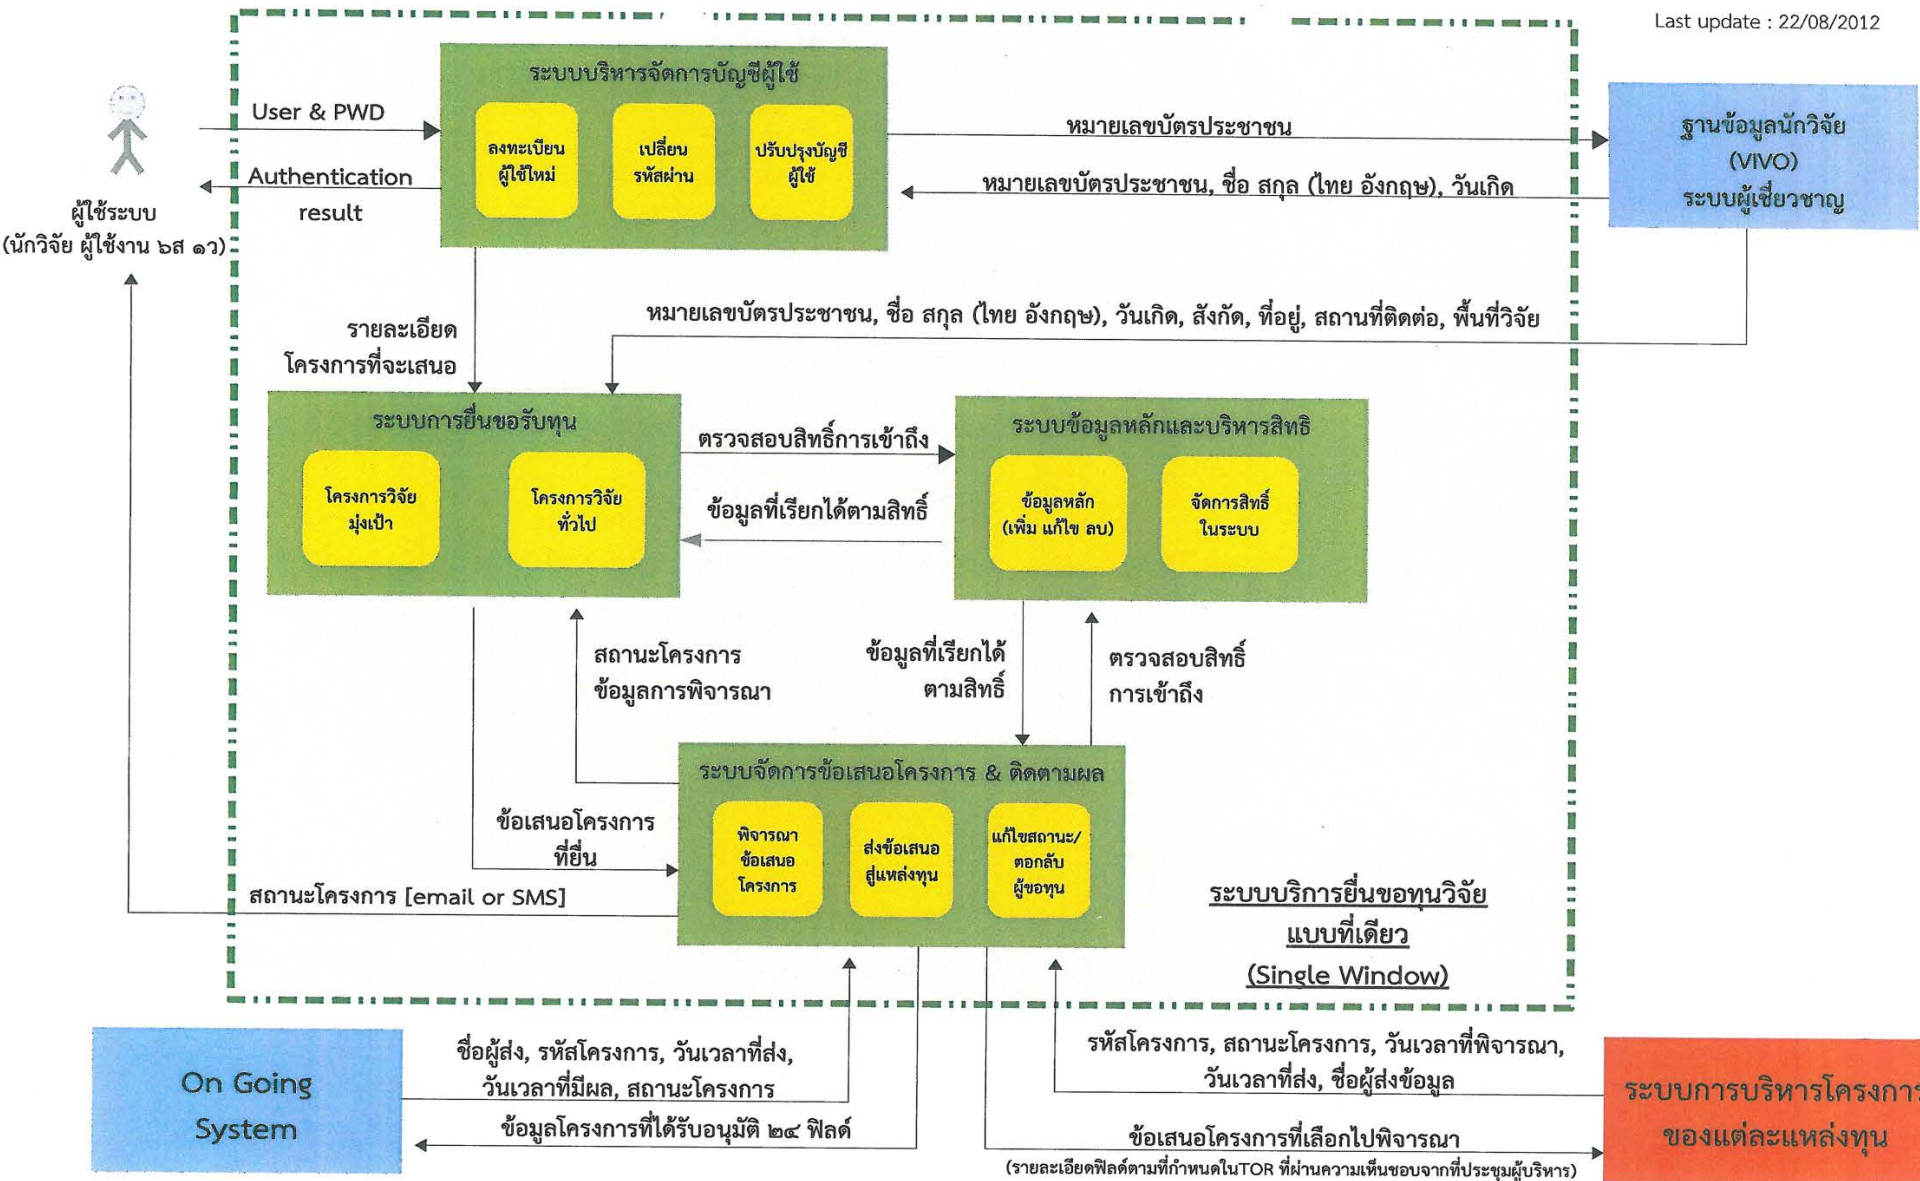 Last update : 22/08/2012
ระบบบริหารจัดการบัญชีผู้ใช้
ลงทะเบียน
ผู้ใช้ใหม่
เปลี่ยน
รหัสผ่าน
ปรับปรุงบัญชี
ผู้ใช้
User & PWD
Authentication
result
ผู้ใช้ระบบ
(นักวิจัย ผู้ใช้งาน ๖ส ๑ว)
หมายเลขบัตรประชาชน
หมายเลขบัตรประชาชน, ชื่อ สกุล (ไทย อังกฤษ), วันเกิด
ฐานข้อมูลนักวิจัย
(VIVO)
ระบบผู้เชี่ยวชาญ
รายละเอียด
โครงการที่จะเสนอ
หมายเลขบัตรประชาชน, ชื่อ สกุล (ไทย อังกฤษ), วันเกิด, สังกัด, ที่อยู่, สถานที่ติดต่อ, พื้นที่วิจัย
ระบบการยื่นขอรับทุน
โครงการวิจัย
มุ่งเป้า
โครงการวิจัย
ทั่วไป
ตรวจสอบสิทธิ์การเข้าถึง
ข้อมูลที่เรียกได้ตามสิทธิ์
ระบบข้อมูลหลักและบริหารสิทธิ
ข้อมูลหลัก
(เพิ่ม แก้ไข ลบ)
จัดการสิทธิ์
ในระบบ
สถานะโครงการ
ข้อมูลการพิจารณา
ข้อมูลที่เรียกได้
ตามสิทธิ์
ตรวจสอบสิทธิ์
การเข้าถึง
ระบบจัดการข้อเสนอโครงการ & ติดตามผล
พิจารณา
ข้อเสนอ
โครงการ
ส่งข้อเสนอ
สู่แหล่งทุน
แก้ไขสถานะ/
ตอกลับ
ผู้ขอทุน
ข้อเสนอโครงการ
ที่ยื่น
สถานะโครงการ [email or SMS]
ระบบบริการยื่นขอทุนวิจัย
แบบที่เดียว
(Single Window)
On Going
System
ชื่อผู้ส่ง, รหัสโครงการ, วันเวลาที่ส่ง,
วันเวลาที่มีผล, สถานะโครงการ
ข้อมูลโครงการที่ได้รับอนุมัติ ๒๔ ฟิลด์
รหัสโครงการ, สถานะโครงการ, วันเวลาที่พิจารณา,
วันเวลาที่ส่ง, ชื่อผู้ส่งข้อมูล
ข้อเสนอโครงการที่เลือกไปพิจารณา
(รายละเอียดฟิลด์ตามที่กำหนดในTOR ที่ผ่านความเห็นชอบจากที่ประชุมผู้บริหาร)
ระบบการบริหารโครงการ
ของแต่ละแหล่งทุน